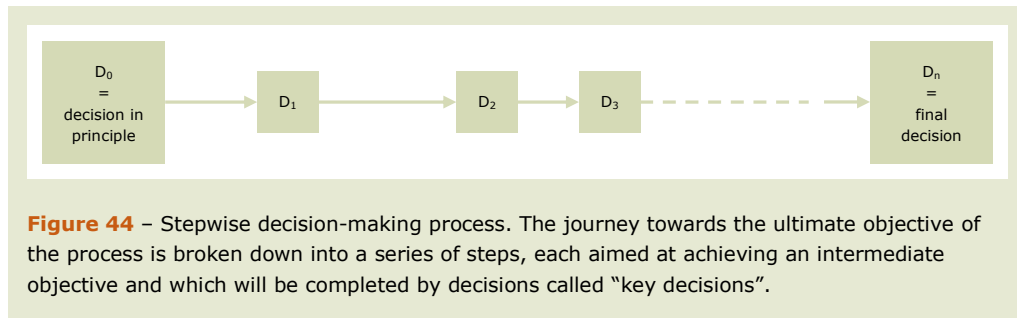 D₀
=
decision in
principle
D₁
D₂
D₃
Dₙ
=
final
decision
Figure 44 – Stepwise decision-making process. The journey towards the ultimate objective of
the process is broken down into a series of steps, each aimed at achieving an intermediate
objective and which will be completed by decisions called “key decisions”.